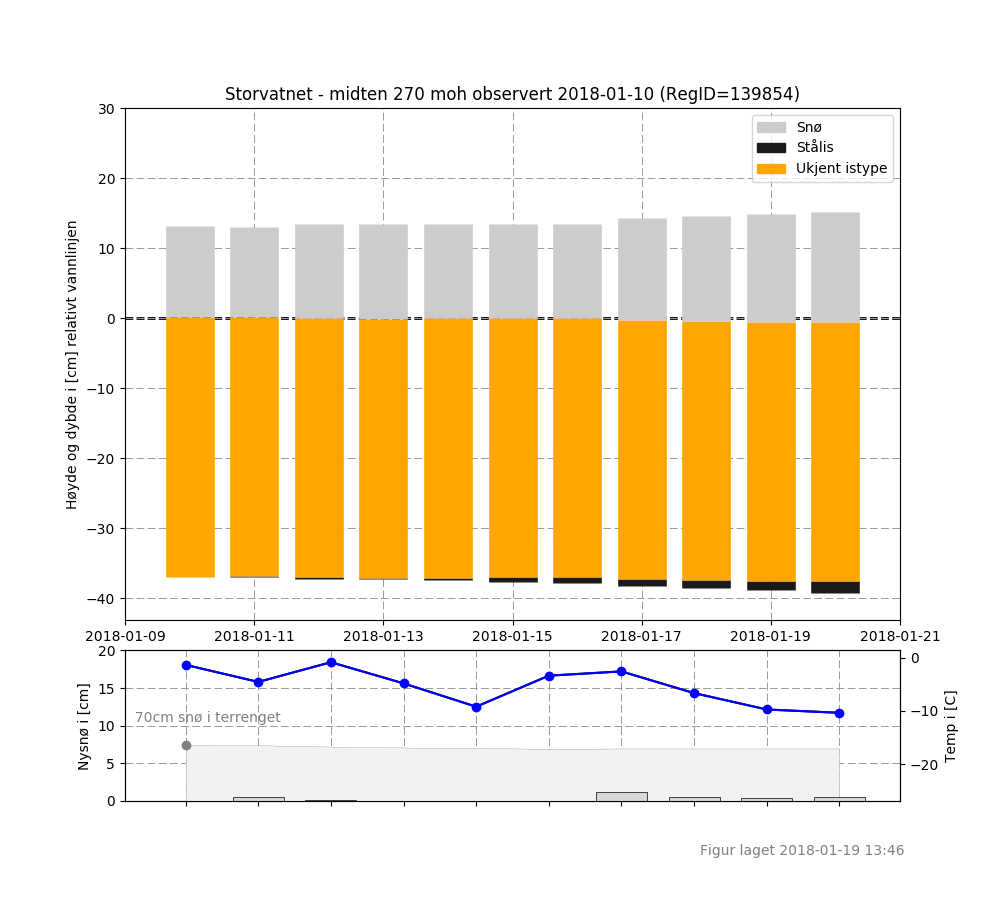 Storvatnet - midten 270 moh observert 2018-01-10 (RegID=139854)
Høyde og dybde i [cm] relativt vannlinjen
30
20
10
0
−10
−20
−30
−40
Snø
Stålis
Ukjent istype
2018-01-09 2018-01-11 2018-01-13 2018-01-15 2018-01-17 2018-01-19 2018-01-21
Nysnø i [cm]
20
15
10
5
0
70cm snø i terrenget
0
−10
−20
Temp i [C]
Figur laget 2018-01-19 13:46